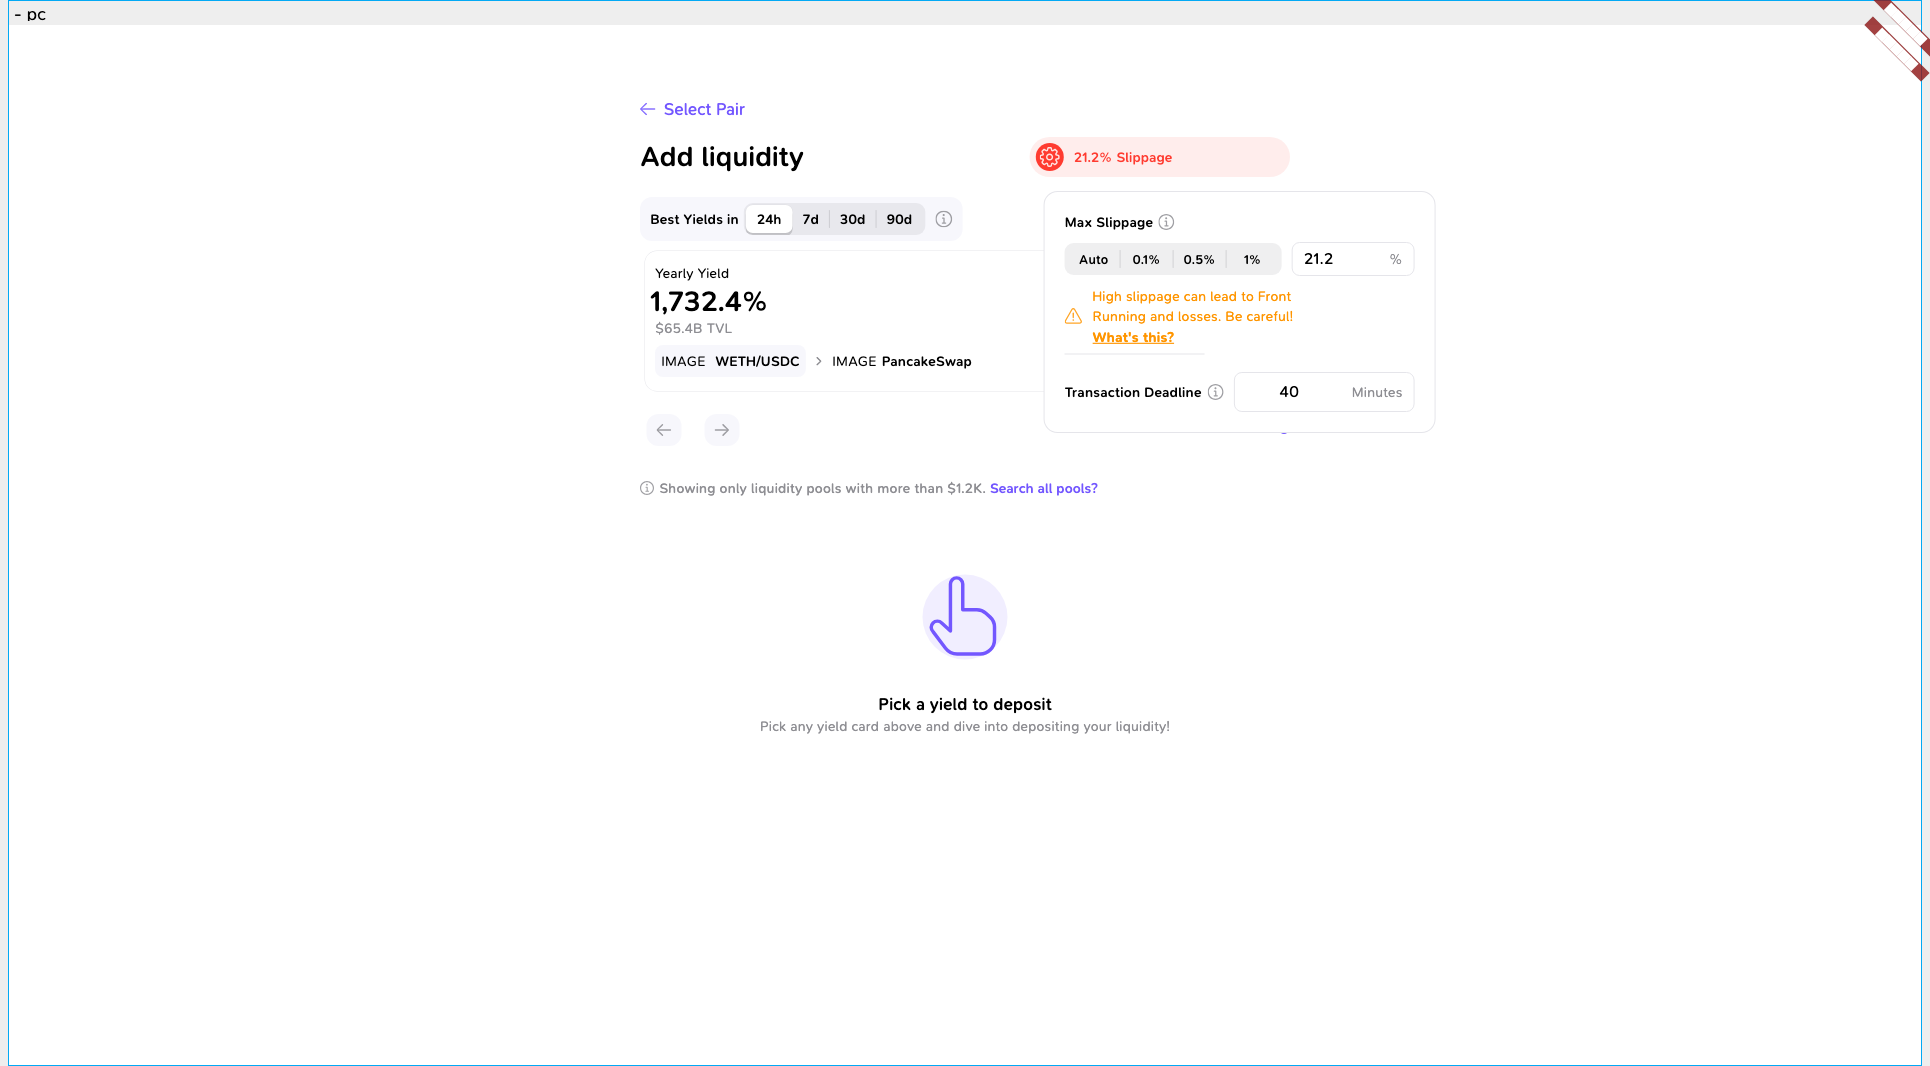 - pc
Select Pair
Add liquidity
21.2% Slippage
Best Yields in 24h 7d 30d 90d
Max Slippage
Auto 0.1% 0.5% 1% 21.2 %
High slippage can lead to Front
Running and losses. Be careful!
What's this?
Transaction Deadline 40 Minutes
Yearly Yield
1,732.4%
$65.4B TVL
IMAGE WETH/USDC > IMAGE PancakeSwap
Showing only liquidity pools with more than $1.2K. Search all pools?
Pick a yield to deposit
Pick any yield card above and dive into depositing your liquidity!